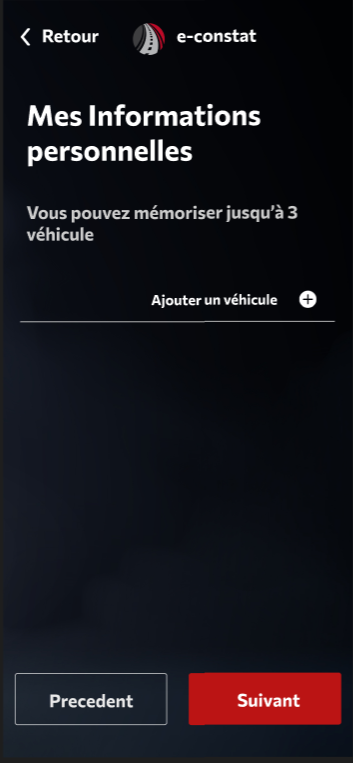 Retour
e-constat
Mes Informations
personnelles
Vous pouvez mémoriser jusqu'à 3
véhicule
Ajouter un véhicule
Precedent
Suivant